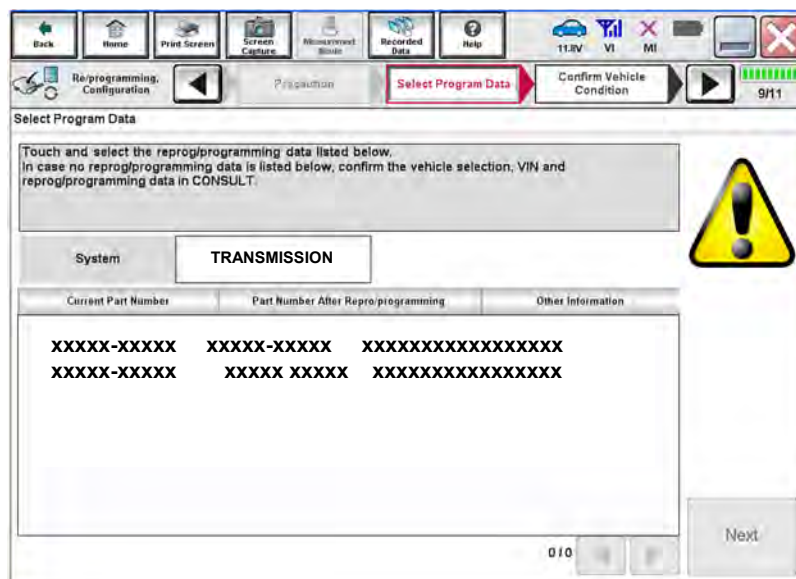 Back
Home
Print Screen
Screen
Capture
Measurement
Mode
Recorded
Data
Help
11.8V
VI
MI
Re/programming,
Configuration
Precaution
Select Program Data
Confirm Vehicle
Condition
9/11
Select Program Data
Touch and select the reprog/programming data listed below.
In case no reprog/programming data is listed below, confirm the vehicle selection, VIN and
reprog/programming data in CONSULT.
System
TRANSMISSION
Current Part Number
Part Number After Repro/programming
Other Information
XXXXX-XXXXX XXXXX-XXXXX XXXXXXXXXXXXXXXXX
XXXXX-XXXXX XXXXX XXXXX XXXXXXXXXXXXXXXX
0/0
Next